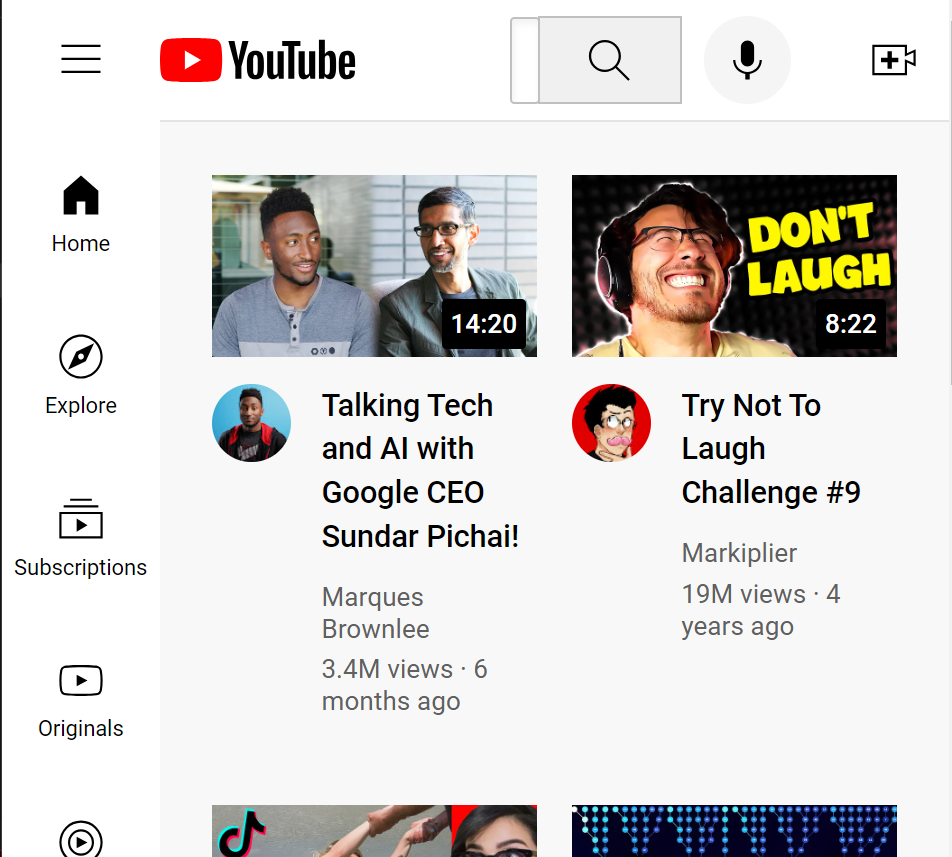 YouTube
Home
Explore
Subscriptions
Originals
14:20
Talking Tech
and AI with
Google CEO
Sundar Pichai!
Marques
Brownlee
3.4M views · 6
months ago
DON'T
LAUGH
8:22
Try Not To
Laugh
Challenge #9
Markiplier
19M views · 4
years ago